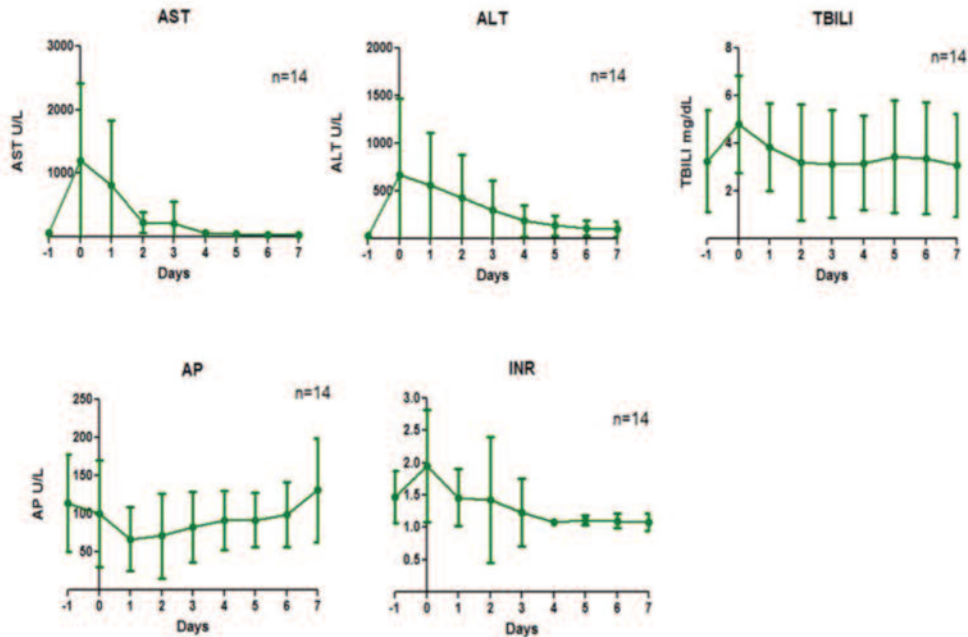 AST
3000
2000
1000
AST U/L
n=14
-1 0 1 2 3 4 5 6 7
Days
ALT
2000
1500
1000
500
ALT U/L
n=14
-1 0 1 2 3 4 5 6 7
Days
TBILI
8
6
4
2
TBILI mg/dL
n=14
-1 0 1 2 3 4 5 6 7
Days
AP
250
200
150
100
50
AP U/L
n=14
-1 0 1 2 3 4 5 6 7
Days
INR
3.0
2.5
2.0
1.5
1.0
0.5
n=14
-1 0 1 2 3 4 5 6 7
Days